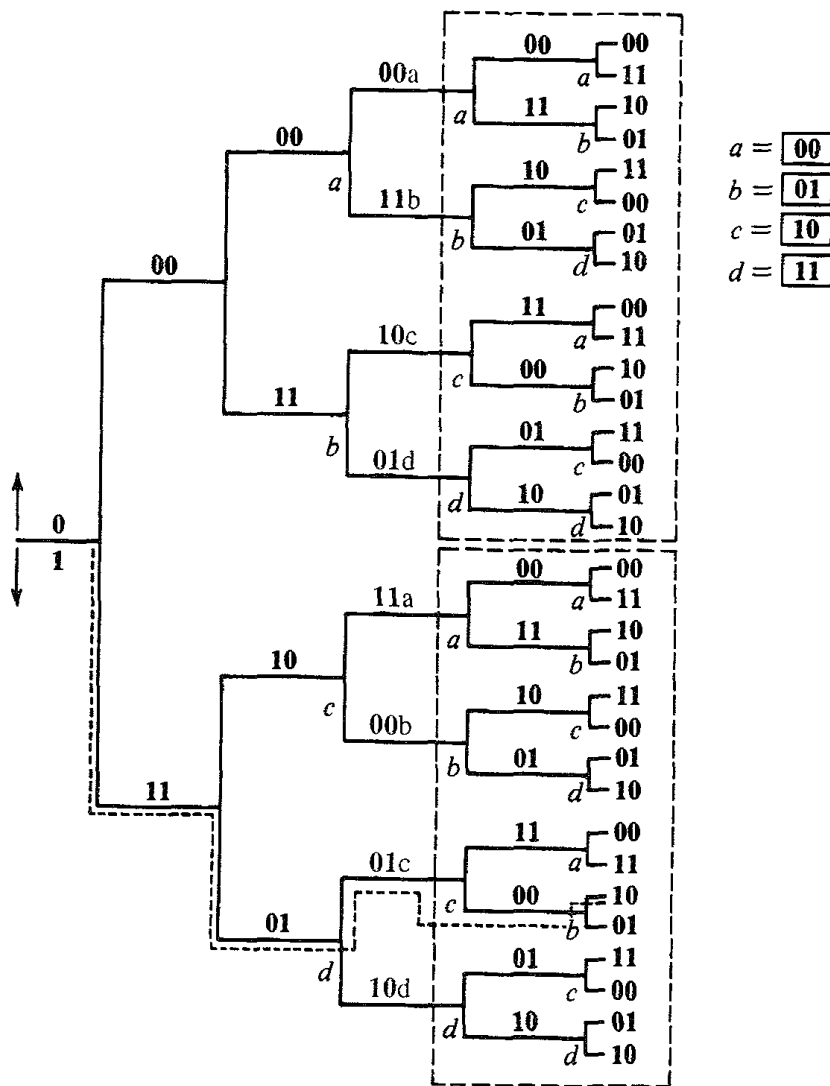 00 00
00a a 11
11 10
a b 01
00 10 11 a = 00
a 11b c 00 b = 01
b 01 01 c = 10
00 d 10 d = 11
11 00
10c a 11
c 00 10
11 b 01
b 01 11
01d c 00
d 10 01
0 d 10
1
00 00
11a a 11
a 11 10
10 b 01
c 10 11
00b c 00
b 01 01
d 10
11
11 00
01c a 11
c 00 10
01 b 01
d 01 11
10d c 00
d 10 01
d 10